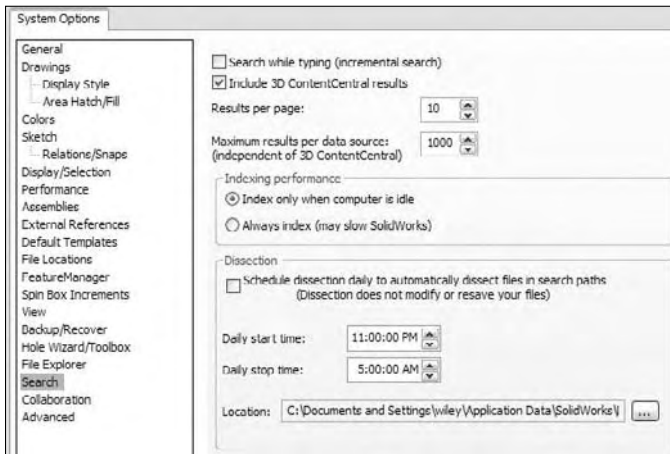 System Options
General
Drawings
Display Style
Area Hatch/Fill
Colors
Sketch
Relations/Snaps
Display/Selection
Performance
Assemblies
External References
Default Templates
File Locations
FeatureManager
Spin Box Increments
View
Backup/Recover
Hole Wizard/Toolbox
File Explorer
Search
Collaboration
Advanced
Search while typing (incremental search)
Include 3D ContentCentral results
Results per page: 10
Maximum results per data source: 1000
(independent of 3D ContentCentral)
Indexing performance
Index only when computer is idle
Always index (may slow SolidWorks)
Dissection
Schedule dissection daily to automatically dissect files in search paths
(Dissection does not modify or resave your files)
Daily start time: 11:00:00 PM
Daily stop time: 5:00:00 AM
Location: C:\Documents and Settings\wiley\Application Data\SolidWorks\ ...